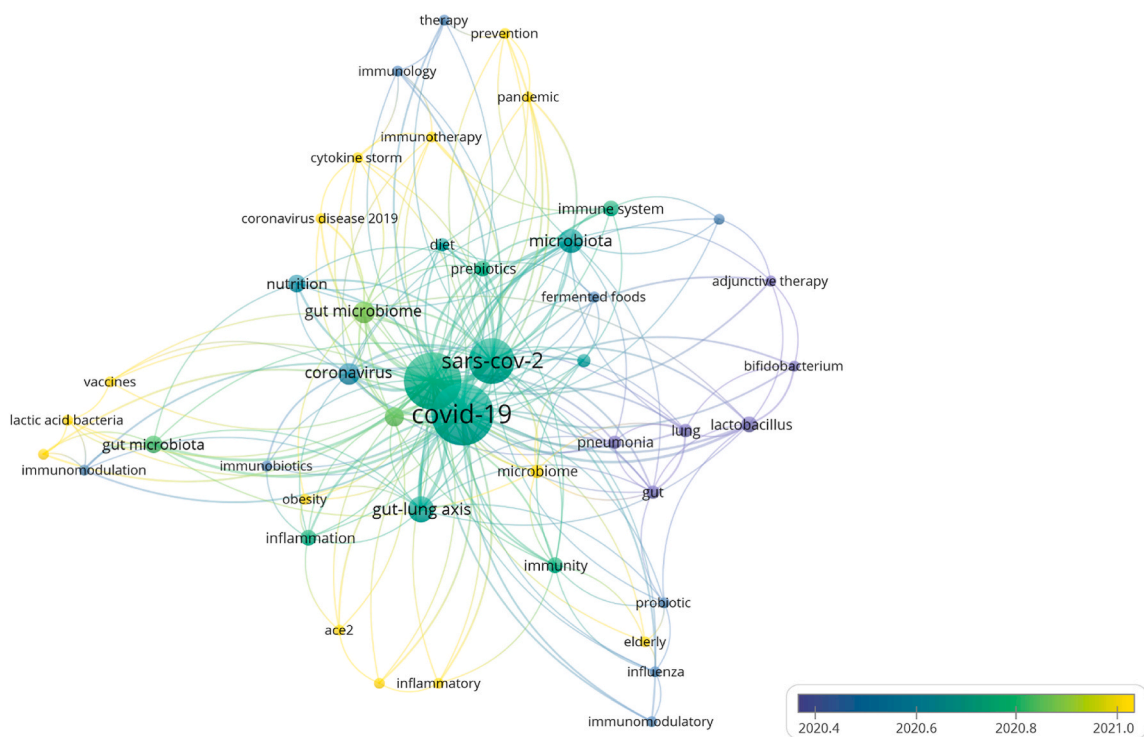 therapy
prevention
immunology
pandemic
immunotherapy
cytokine storm
immune system
coronavirus disease 2019
diet
microbiota
prebiotics
adjunctive therapy
nutrition
fermented foods
gut microbiome
sars-cov-2
bifidobacterium
coronavirus
vaccines
covid-19
lactic acid bacteria
lactobacillus
lung
gut microbiota
pneumonia
immunomodulation
immunobiotics
microbiome
gut
obesity
gut-lung axis
inflammation
immunity
probiotic
ace2
elderly
influenza
inflammatory
immunomodulatory
2020.4 2020.6 2020.8 2021.0